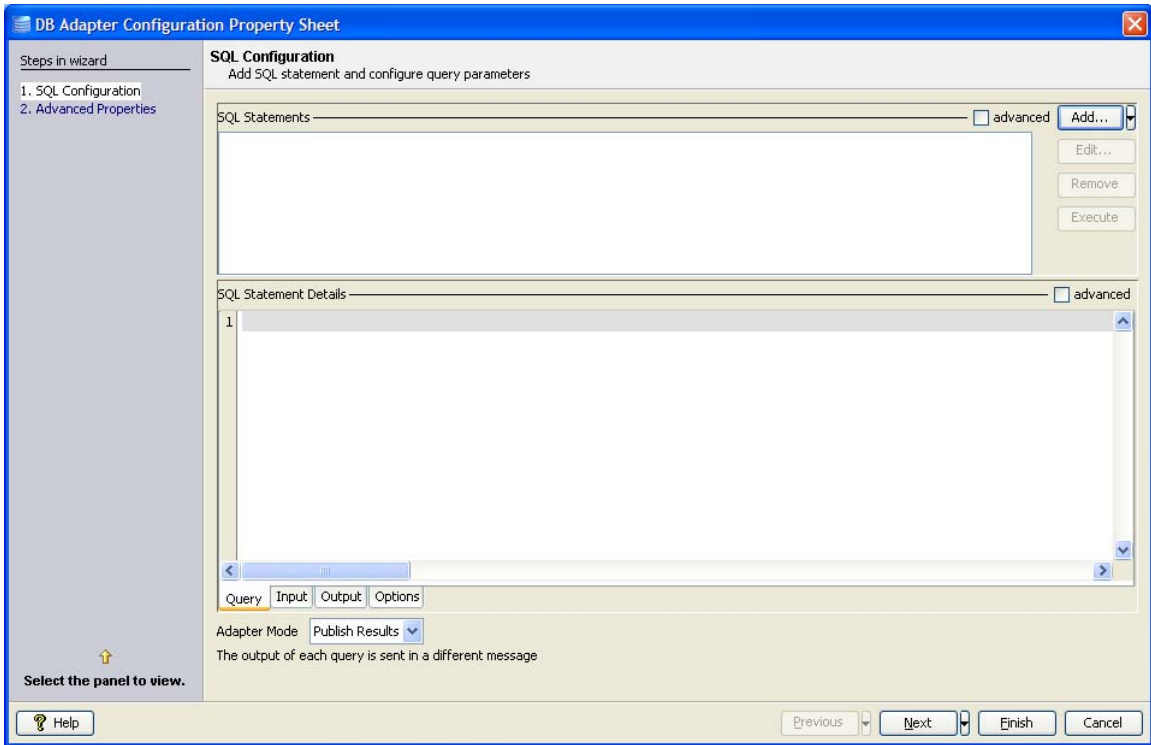 DB Adapter Configuration Property Sheet
Steps in wizard
1. SQL Configuration
2. Advanced Properties
SQL Configuration
Add SQL statement and configure query parameters
SQL Statements
advanced
Add...
Edit...
Remove
Execute
SQL Statement Details
advanced
1
Query
Input
Output
Options
Adapter Mode
Publish Results
The output of each query is sent in a different message
Select the panel to view.
Help
Previous
Next
Finish
Cancel